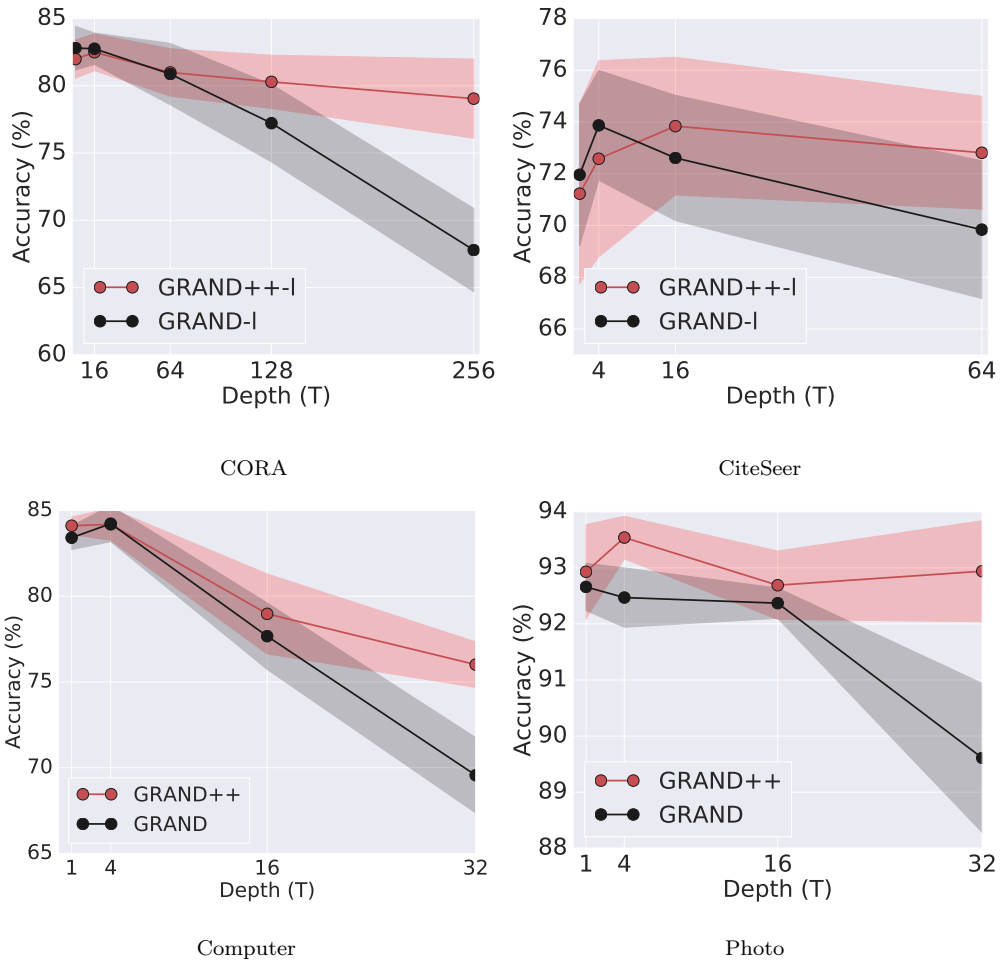 85
80
75
70
65
60
Accuracy (%)
GRAND++-l
GRAND-l
16 64 128 256
Depth (T)
CORA
78
76
74
72
70
68
66
Accuracy (%)
GRAND++-l
GRAND-l
4 16 64
Depth (T)
CiteSeer
85
80
75
70
65
Accuracy (%)
GRAND++
GRAND
1 4 16 32
Depth (T)
Computer
94
93
92
91
90
89
88
Accuracy (%)
GRAND++
GRAND
1 4 16 32
Depth (T)
Photo